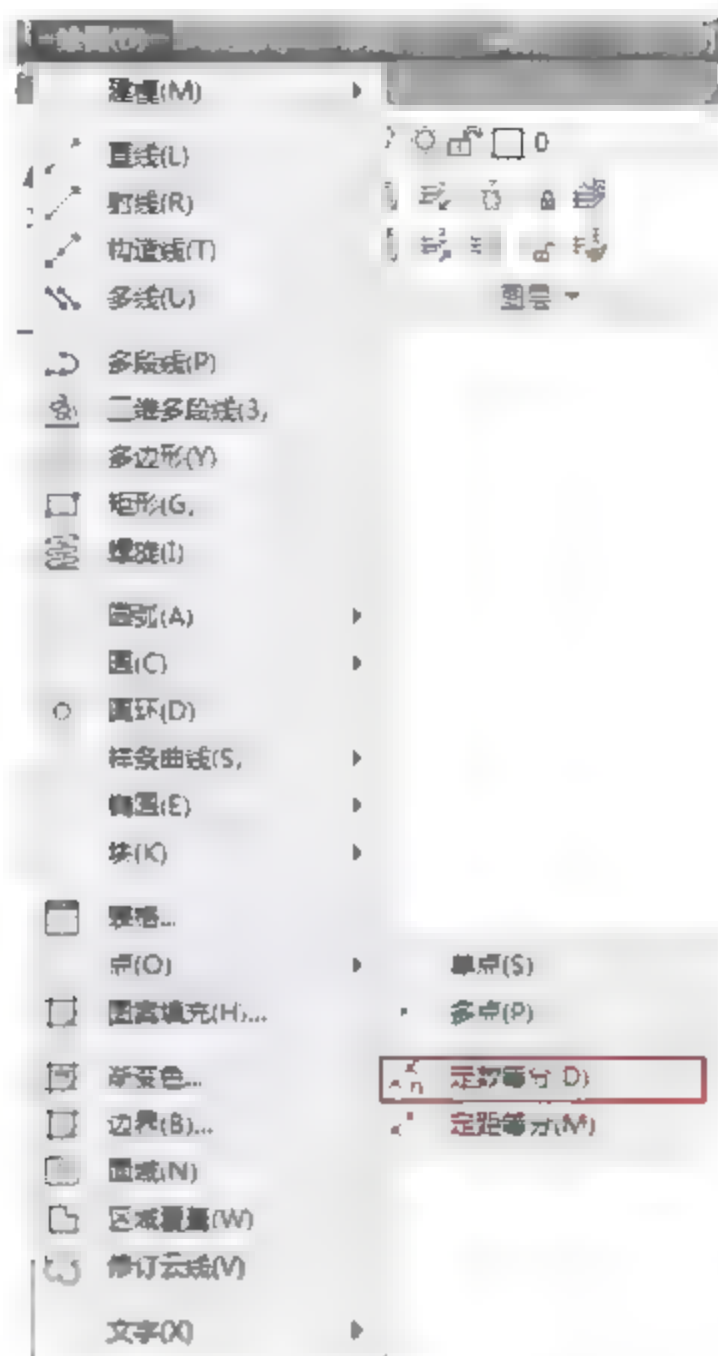 绘图(D)
建模(M)
直线(L)
射线(R)
构造线(T)
多线(U)
0
图层
多段线(P)
三维多段线(3)
多边形(Y)
矩形(G)
螺旋(I)
圆弧(A)
圆(C)
圆环(D)
样条曲线(S)
椭圆(E)
块(K)
表格...
点(O)
单点(S)
图案填充(H)...
多点(P)
渐变色...
定数等分(D)
边界(B)...
定距等分(M)
面域(N)
区域覆盖(W)
修订云线(V)
文字(X)